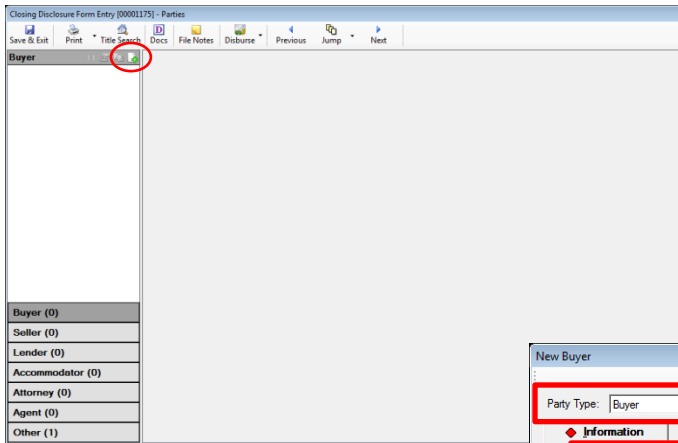 Closing Disclosure Form Entry [00001175] - Parties
Save & Exit Print Title Search Docs File Notes Disburse Previous Jump Next
Buyer
Buyer (0)
Seller (0)
Lender (0)
Accommodator (0)
Attorney (0)
Agent (0)
Other (1)
New Buyer
Party Type: Buyer
Information